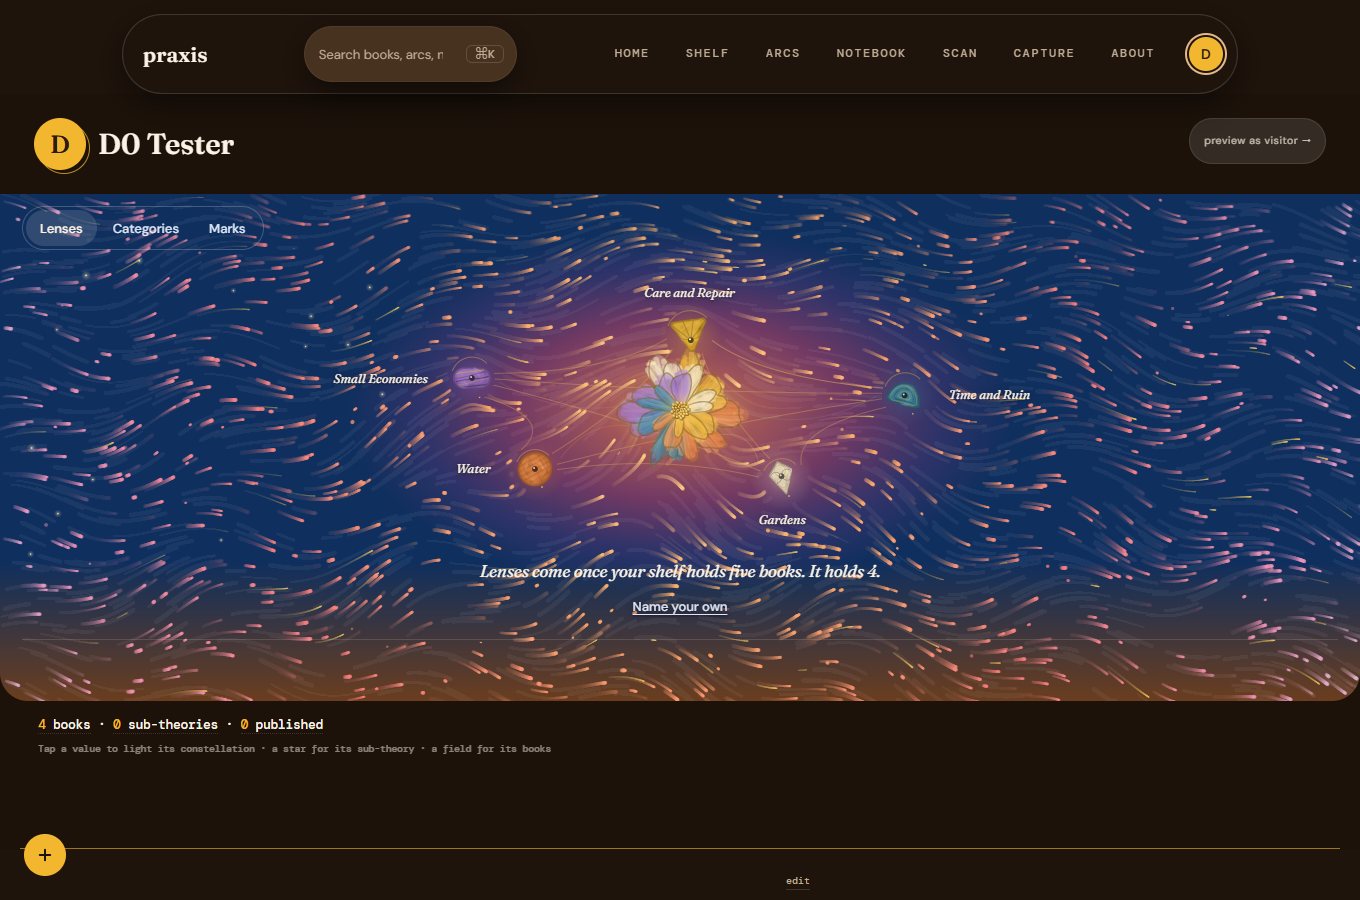 praxis
Search books, arcs, n
⌘K
HOME SHELF ARCS NOTEBOOK SCAN CAPTURE ABOUT
D
D
D0 Tester
preview as visitor →
Lenses Categories Marks
Care and Repair
Small Economies
Time and Ruin
Water
Gardens
Lenses come once your shelf holds five books. It holds 4.
Name your own
4 books · 0 sub-theories · 0 published
Tap a value to light its constellation · a star for its sub-theory · a field for its books
+
edit